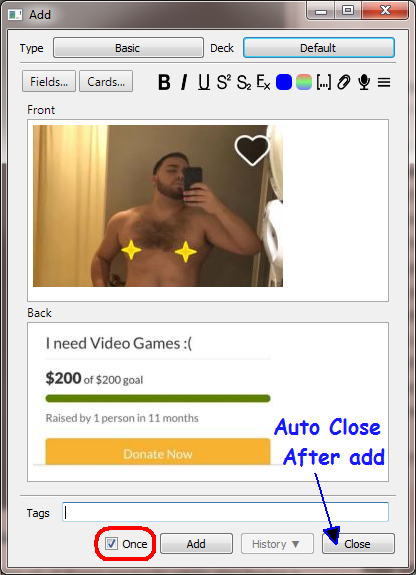 Add
Type Basic Deck Default
Fields... Cards... B I U S² S₂ Eₓ [...]
Front
Back
I need Video Games :(
$200 of $200 goal
Raised by 1 person in 11 months
Donate Now
Auto Close
After add
Tags
Once Add History ▼ Close